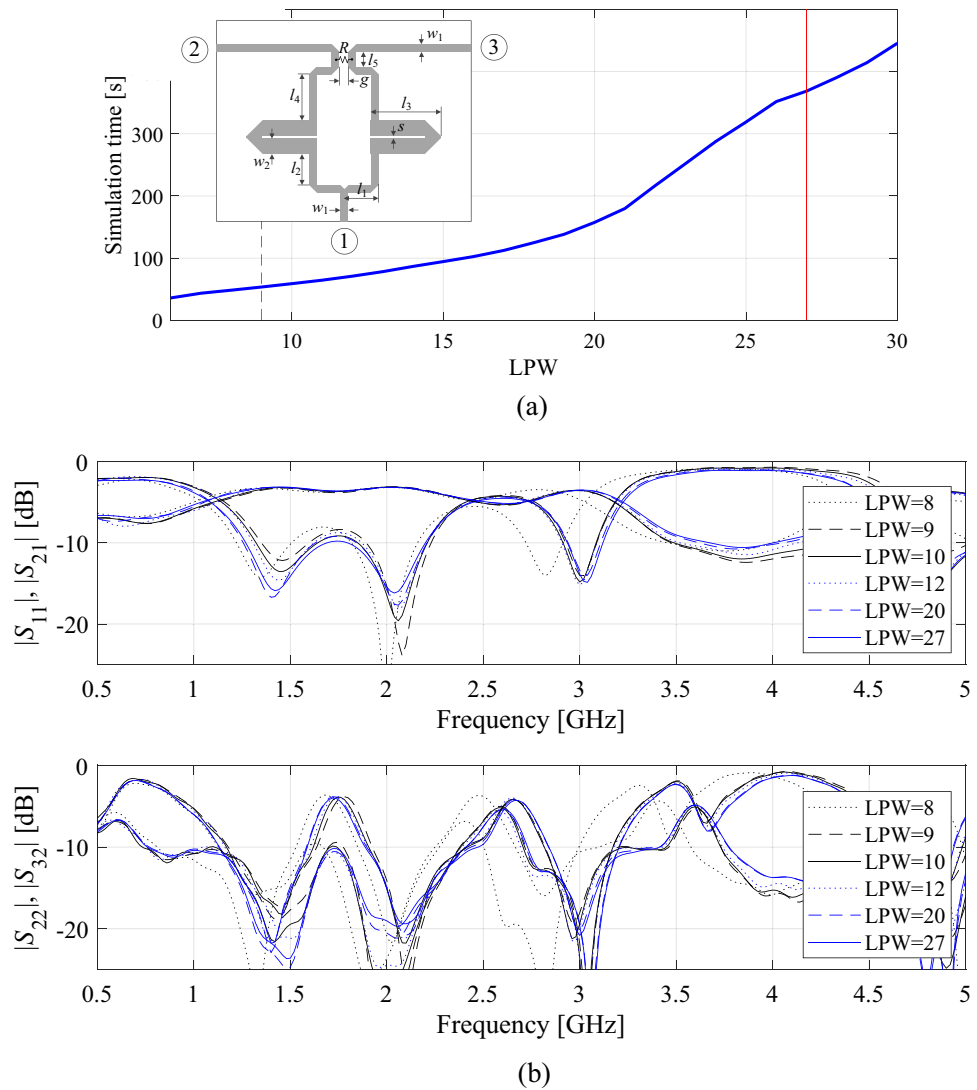 Simulation time [s]
300
200
100
0
10
15
20
25
30
LPW
2
3
1
R
w1
l5
g
l4
l3
s
w2
l2
l1
w1
(a)
|S11|, |S21| [dB]
0
-10
-20
0.5
1
1.5
2
2.5
3
3.5
4
4.5
5
Frequency [GHz]
LPW=8
LPW=9
LPW=10
LPW=12
LPW=20
LPW=27
|S22|, |S32| [dB]
0
-10
-20
0.5
1
1.5
2
2.5
3
3.5
4
4.5
5
Frequency [GHz]
LPW=8
LPW=9
LPW=10
LPW=12
LPW=20
LPW=27
(b)